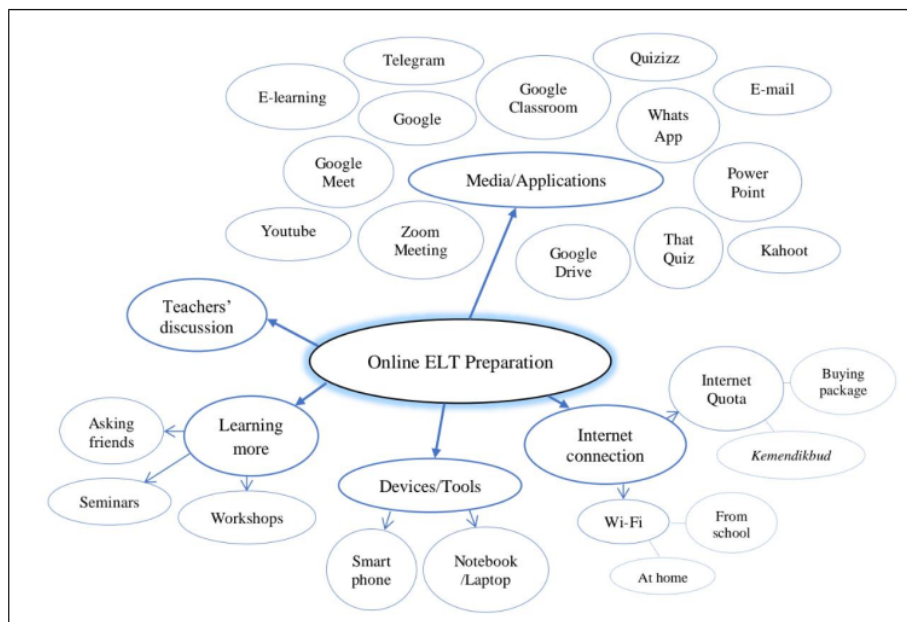 Telegram
Quizizz
E-learning
Google
Classroom
E-mail
Google
Whats
App
Google
Meet
Media/Applications
Power
Point
Youtube
Zoom
Meeting
Google
Drive
That
Quiz
Kahoot
Teachers’
discussion
Online ELT Preparation
Internet
Quota
Buying
package
Asking
friends
Learning
more
Internet
connection
Kemendikbud
Seminars
Workshops
Devices/Tools
Wi-Fi
From
school
Smart
phone
Notebook
/Laptop
At home